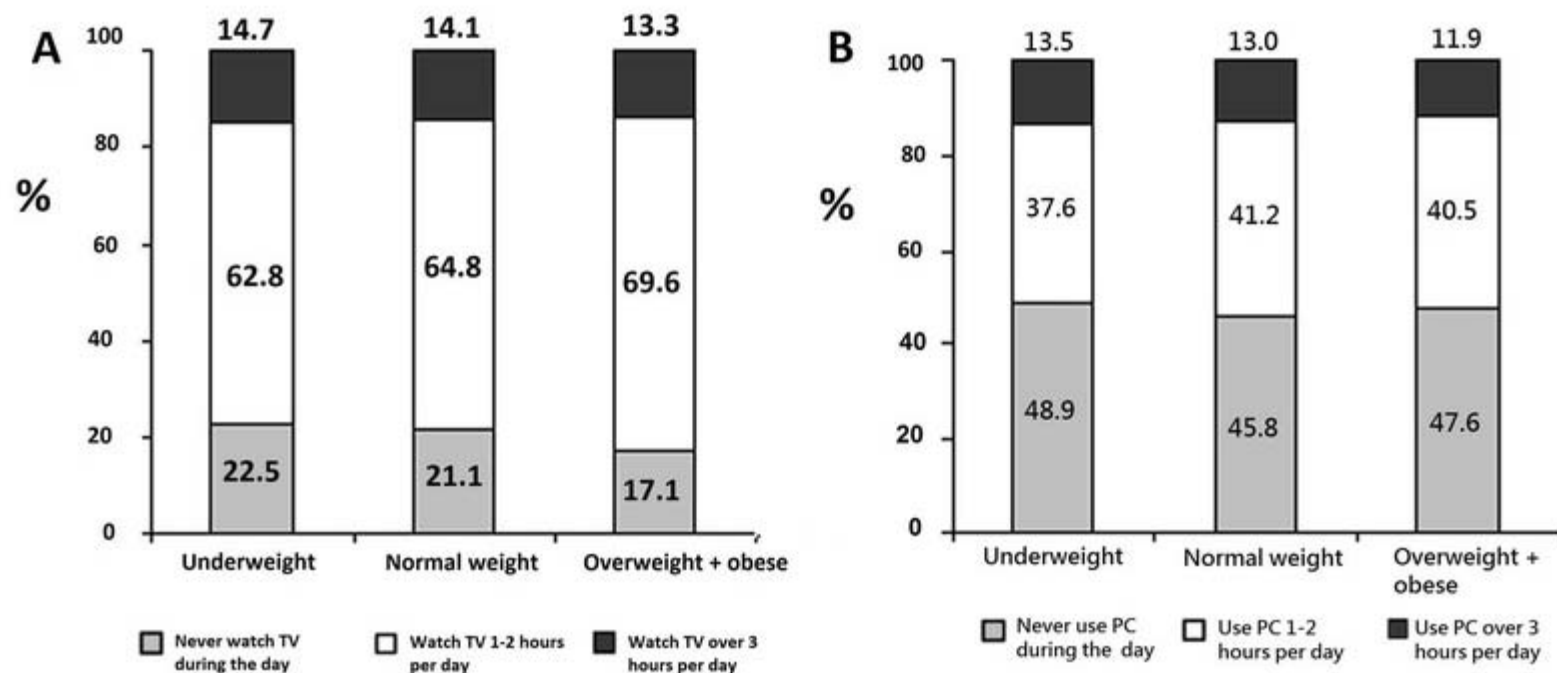 A
%
100
80
60
40
20
0
14.7
14.1
13.3
62.8
64.8
69.6
22.5
21.1
17.1
Underweight
Normal weight
Overweight + obese
Never watch TV
during the day
Watch TV 1-2 hours
per day
Watch TV over 3
hours per day
B
%
100
80
60
40
20
0
13.5
13.0
11.9
37.6
41.2
40.5
48.9
45.8
47.6
Underweight
Normal weight
Overweight +
obese
Never use PC
during the day
Use PC 1-2
hours per day
Use PC over 3
hours per day